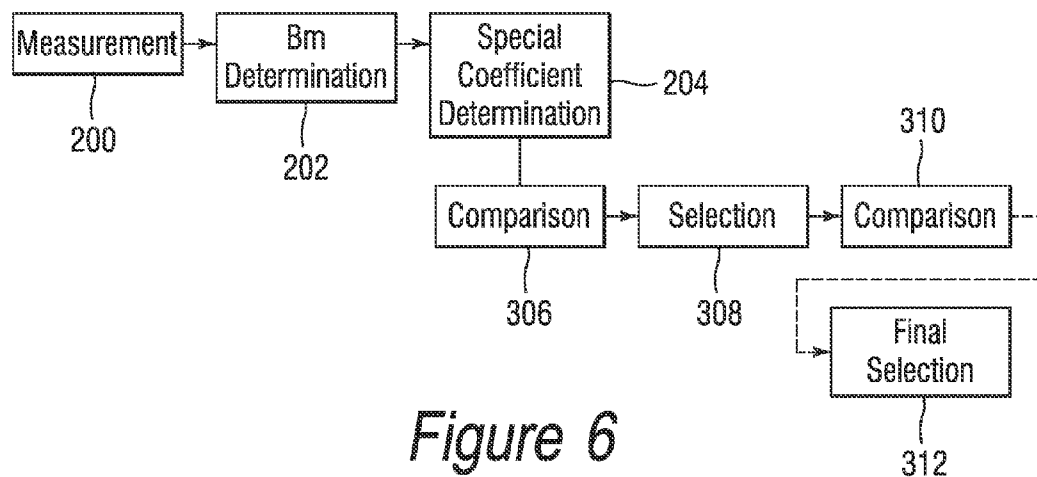 Measurement
200
Bm
Determination
202
Special
Coefficient
Determination
204
310
Comparison
306
Selection
308
Comparison
Final
Selection
312
Figure 6